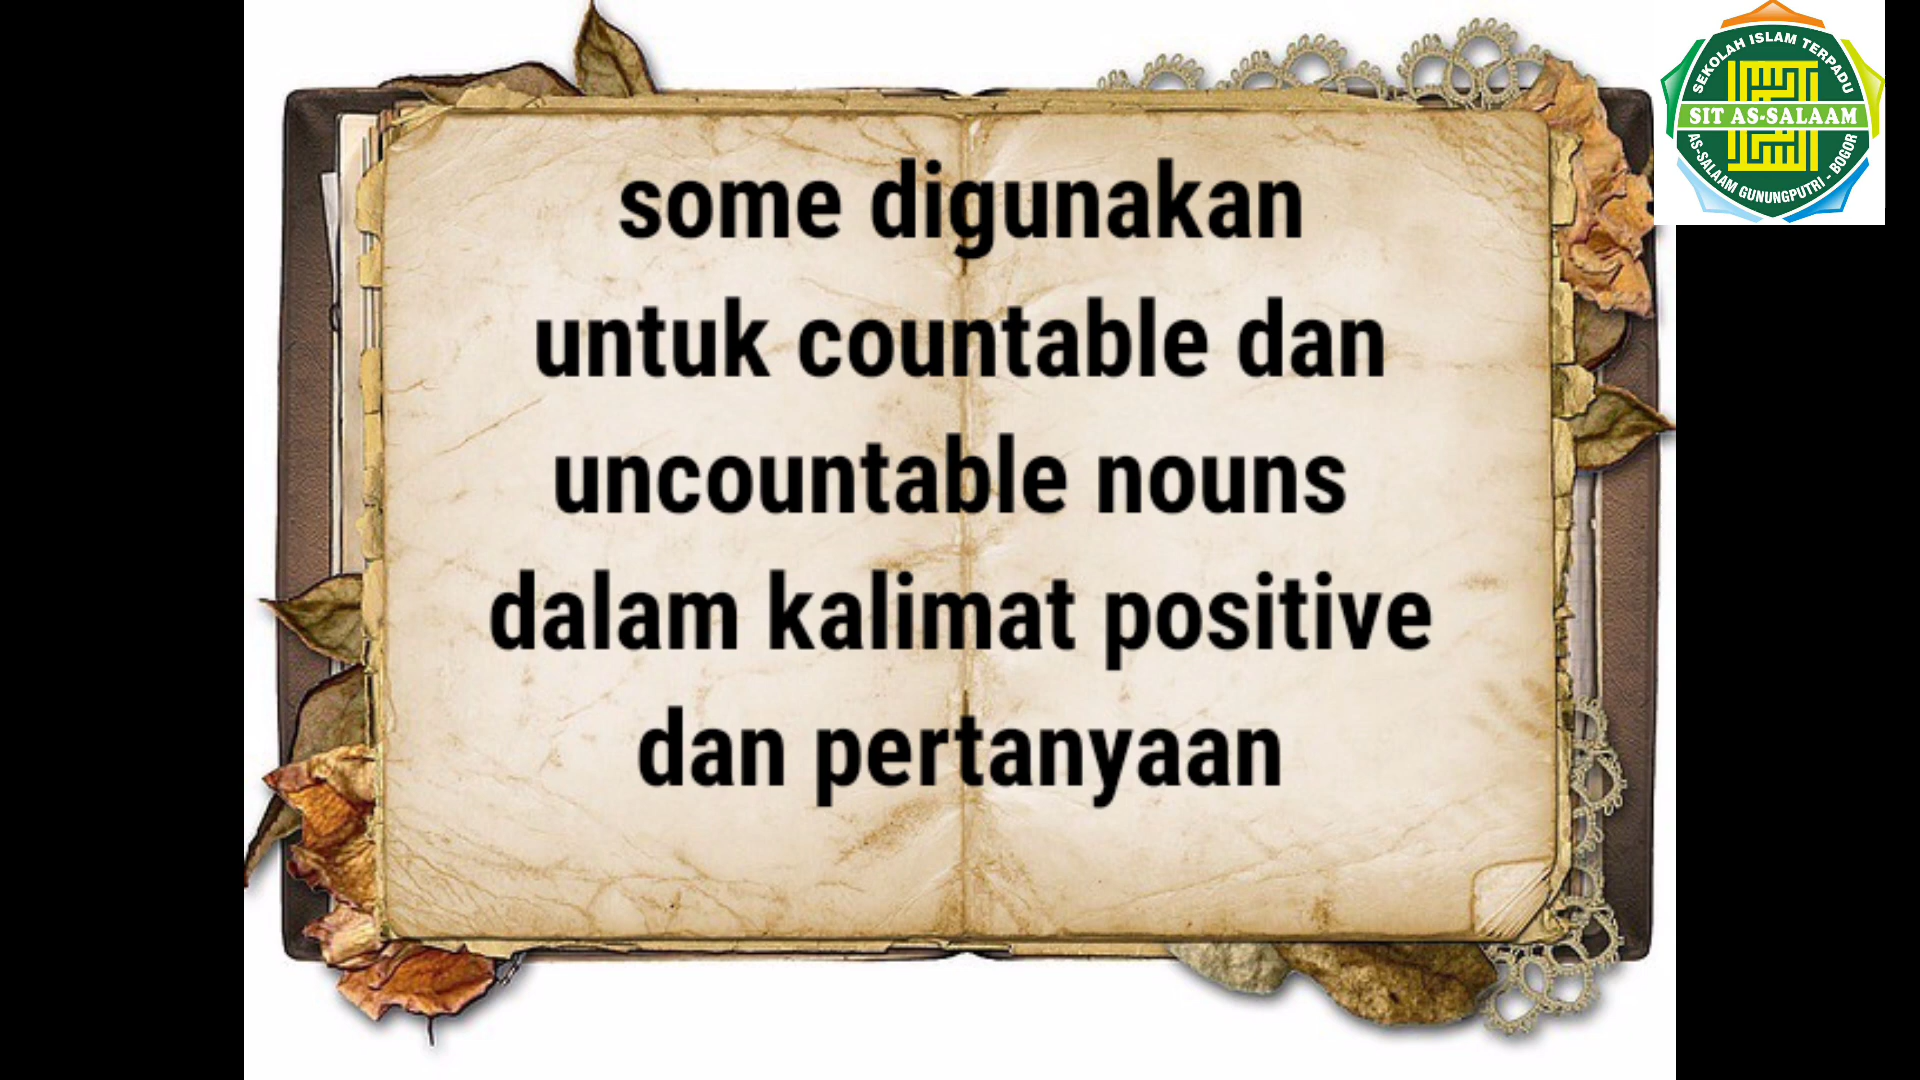 some digunakan
untuk countable dan
uncountable nouns
dalam kalimat positive
dan pertanyaan
SEKOLAH ISLAM TERPADU
SIT AS-SALAAM
AS-SALAAM GUNUNGPUTRI - BOGOR